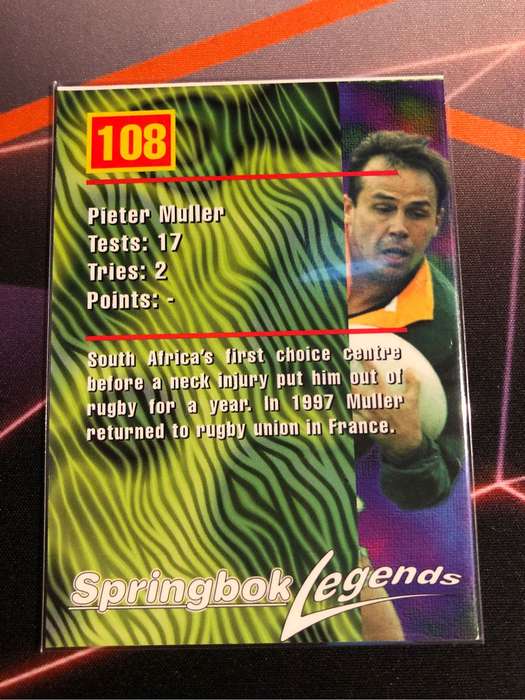 108
Pieter Muller
Tests: 17
Tries: 2
Points: -
South Africa's first choice centre
before a neck injury put him out of
rugby for a year. In 1997 Muller
returned to rugby union in France.
Springbok Legends